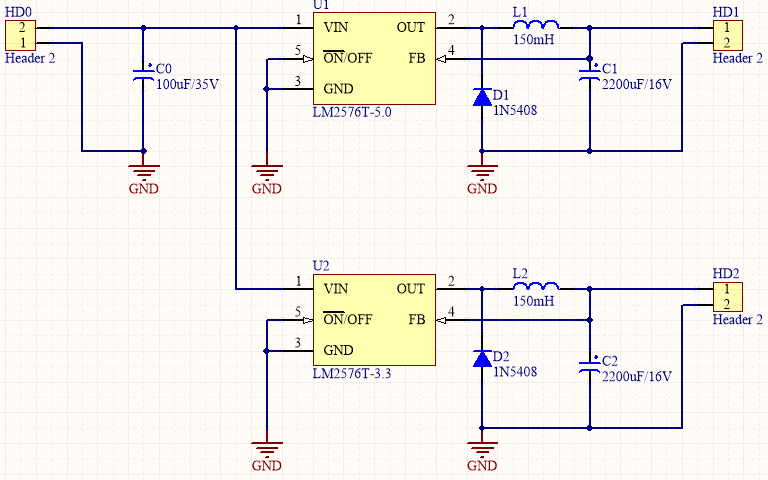 HD0
2
1
Header 2
C0
100uF/35V
GND
U1
1
VIN
OUT
2
5
ON/OFF
FB
4
3
GND
LM2576T-5.0
GND
L1
150mH
D1
1N5408
C1
2200uF/16V
GND
HD1
1
2
Header 2
U2
1
VIN
OUT
2
5
ON/OFF
FB
4
3
GND
LM2576T-3.3
GND
L2
150mH
D2
1N5408
C2
2200uF/16V
GND
HD2
1
2
Header 2